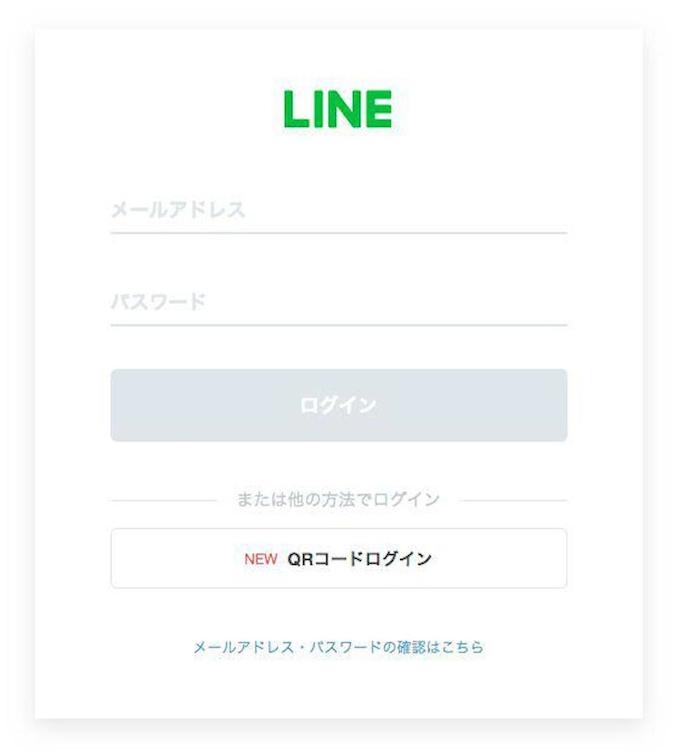 LINE
メールアドレス
パスワード
ログイン
または他の方法でログイン
NEW QRコードログイン
メールアドレス・パスワードの確認はこちら